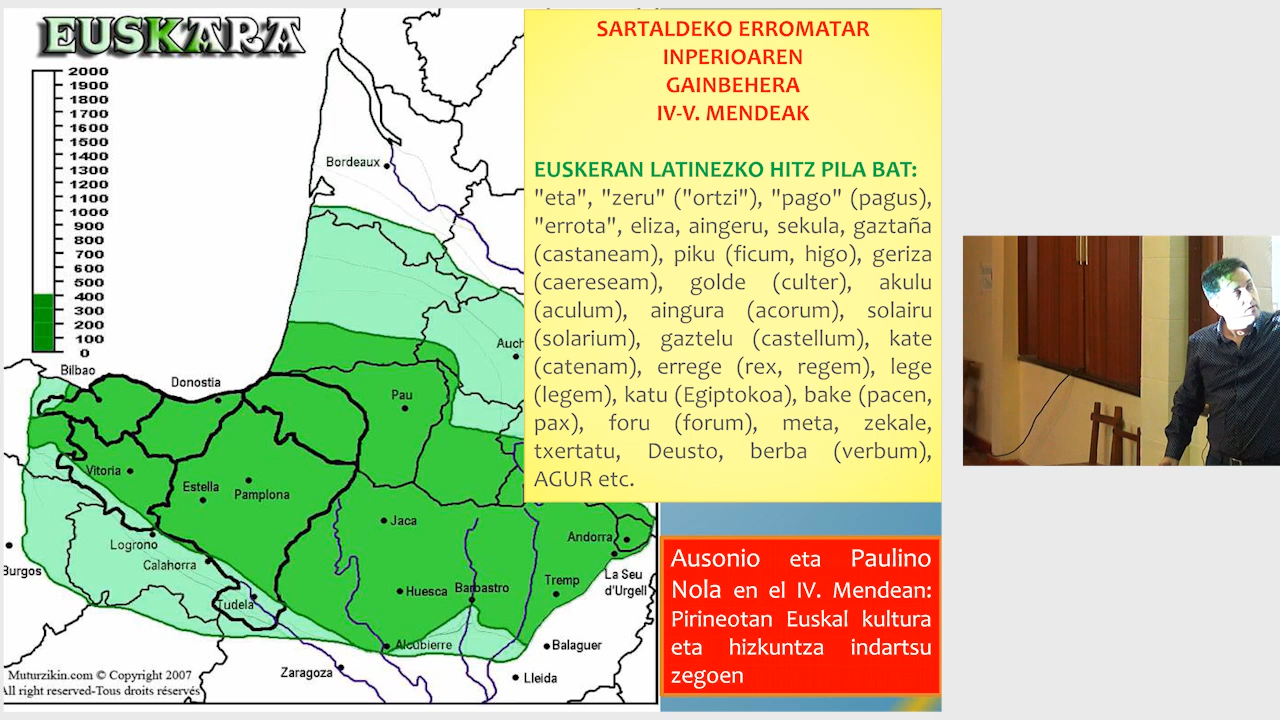 EUSKARA
2000
1900
1800
1700
1600
1500
1400
1300
1200
1100
1000
900
800
700
600
500
400
300
200
100
0
Bordeaux
Auch
Bilbao
Donostia
Pau
Vitoria
Estella
Pamplona
Jaca
Logrono
Calahorra
Andorra
Burgos
Tudela
Huesca
Barbastro
Tremp
La Seu
d'Urgell
Alcubierre
Balaguer
Zaragoza
Lleida
Muturzikin.com © Copyright 2007
All right reserved-Tous droits réservés
SARTALDEKO ERROMATAR
INPERIOAREN
GAINBEHERA
IV-V. MENDEAK
EUSKERAN LATINEZKO HITZ PILA BAT:
"eta", "zeru" ("ortzi"), "pago" (pagus),
"errota", eliza, aingeru, sekula, gaztaña
(castaneam), piku (ficum, higo), geriza
(caereseam), golde (culter), akulu
(aculum), aingura (acorum), solairu
(solarium), gaztelu (castellum), kate
(catenam), errege (rex, regem), lege
(legem), katu (Egiptokoa), bake (pacen,
pax), foru (forum), meta, zekale,
txertatu, Deusto, berba (verbum),
AGUR etc.
Ausonio eta Paulino
Nola en el IV. Mendean:
Pirineotan Euskal kultura
eta hizkuntza indartsu
zegoen